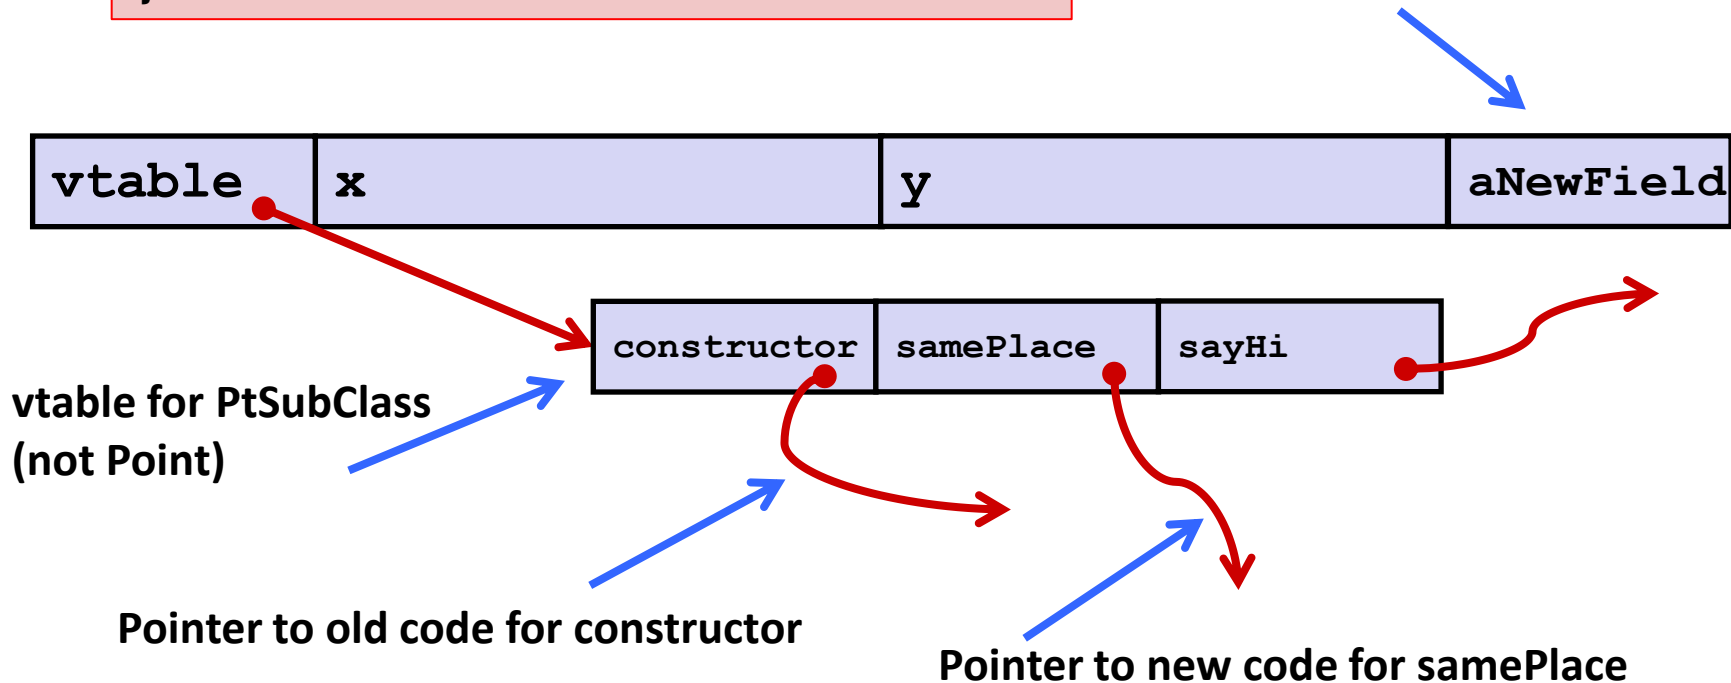 vtable x y aNewField
constructor samePlace sayHi
vtable for PtSubClass
(not Point)
Pointer to old code for constructor
Pointer to new code for samePlace